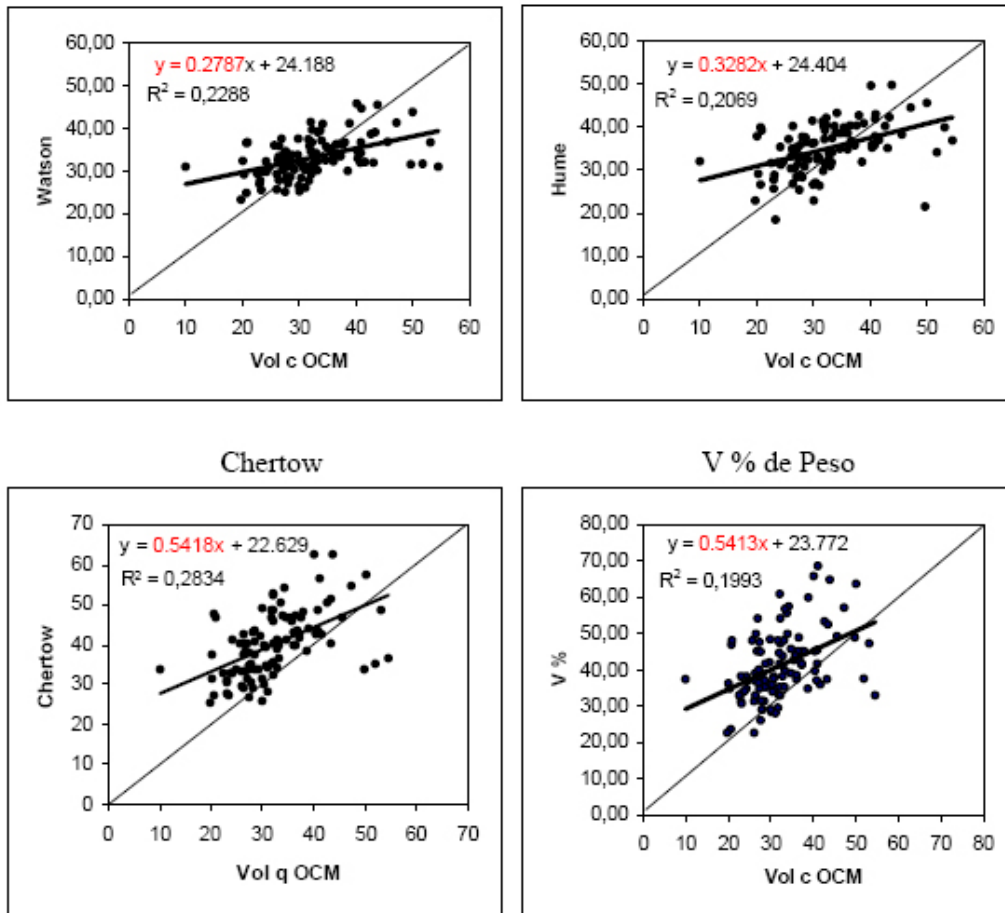 60,00
50,00
40,00
30,00
20,00
10,00
0,00
Watson
y = 0.2787x + 24.188
R² = 0,2288
0 10 20 30 40 50 60
Vol c OCM
60,00
50,00
40,00
30,00
20,00
10,00
0,00
Hume
y = 0.3282x + 24.404
R² = 0,2069
0 10 20 30 40 50 60
Vol c OCM
Chertow
70
60
50
40
30
20
10
0
Chertow
y = 0.5418x + 22.629
R² = 0,2834
0 10 20 30 40 50 60 70
Vol q OCM
V % de Peso
80,00
70,00
60,00
50,00
40,00
30,00
20,00
10,00
0,00
V %
y = 0.5413x + 23.772
R² = 0,1993
0 10 20 30 40 50 60 70 80
Vol c OCM